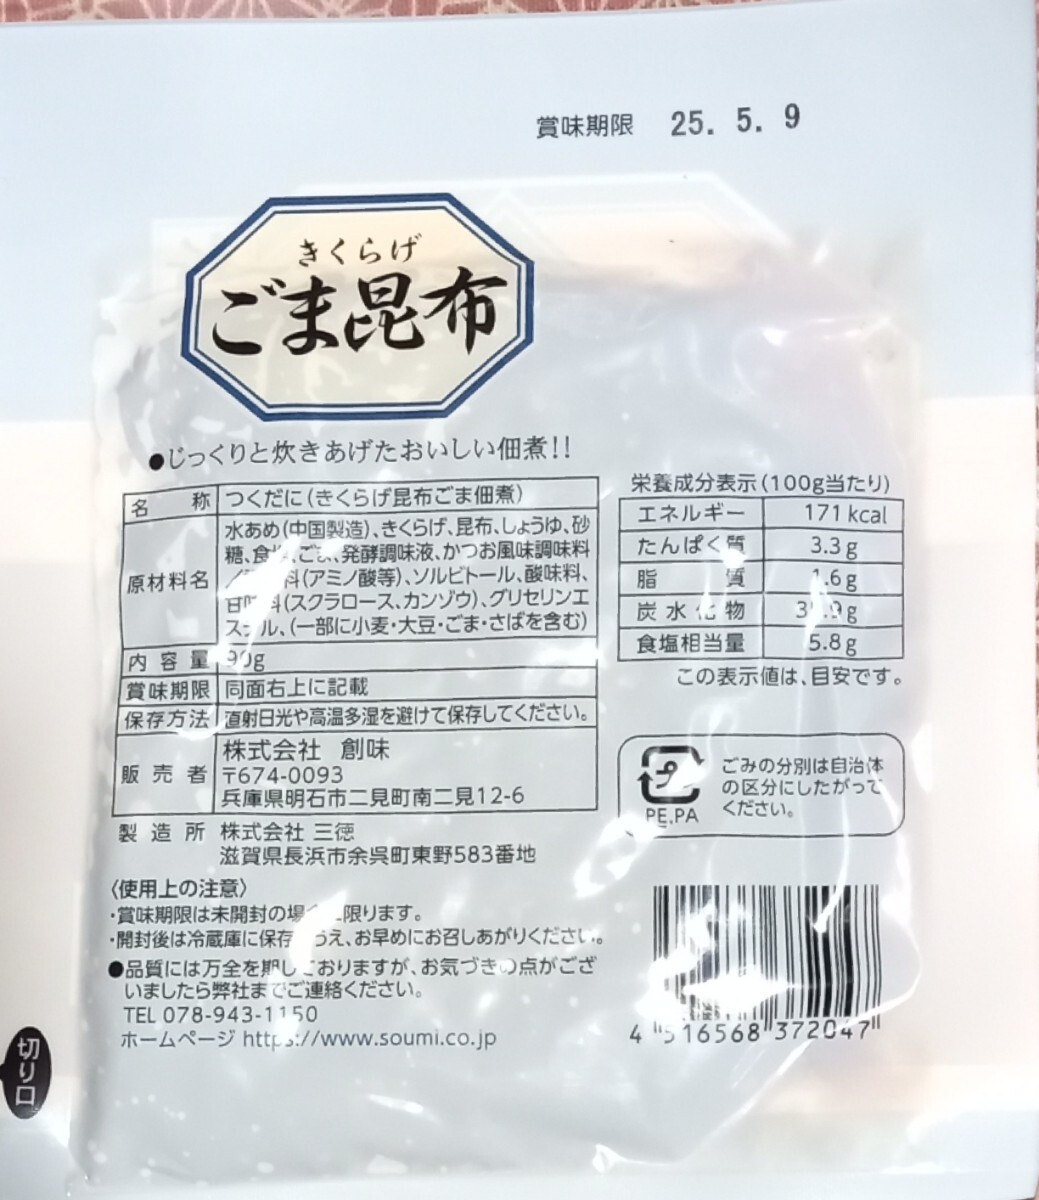 賞味期限 25. 5. 9
きくらげ
ごま昆布
●じっくりと炊きあげたおいしい佃煮!!
名称 つくだに(きくらげ昆布ごま佃煮)
原材料名 水あめ(中国製造)、きくらげ、昆布、しょうゆ、砂
糖、食 、ごま、発酵調味液、かつお風味調味料
/ 料(アミノ酸等)、ソルビトール、酸味料、
甘味料(スクラロース、カンゾウ)、グリセリンエ
ステル、(一部に小麦・大豆・ごま・さばを含む)
内容量 90g
賞味期限 同面右上に記載
保存方法 直射日光や高温多湿を避けて保存してください。
販売者 株式会社 創味
〒674-0093
兵庫県明石市二見町南二見12-6
製造所 株式会社 三徳
滋賀県長浜市余呉町東野583番地
〈使用上の注意〉
・賞味期限は未開封の場 に限ります。
・開封後は冷蔵庫に保存 うえ、お早めにお召しあがりください。
●品質には万全を期しておりますが、お気づきの点がござ
いましたら弊社までご連絡ください。
TEL 078-943-1150
ホームページ https://www.soumi.co.jp
栄養成分表示(100g当たり)
エネルギー 171kcal
たんぱく質 3.3g
脂質 1.6g
炭水化物 .9g
食塩相当量 5.8g
この表示値は、目安です。
プ
PE,PA
ごみの分別は自治体
の区分にしたがって
ください。
4 516568 372047
切り口